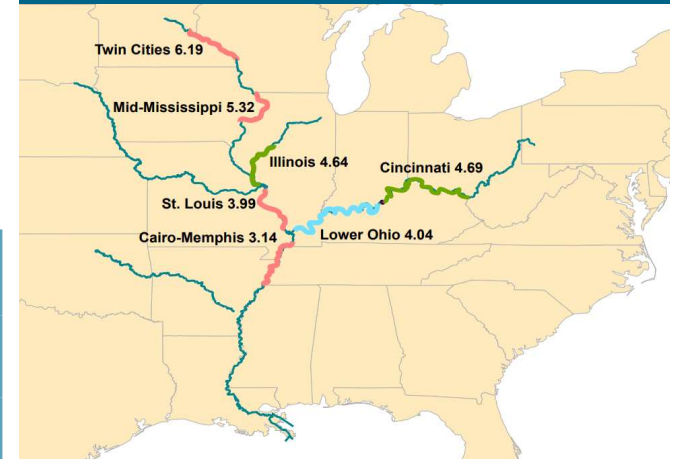 Twin Cities 6.19
Mid-Mississippi 5.32
Illinois 4.64
Cincinnati 4.69
St. Louis 3.99
Cairo-Memphis 3.14
Lower Ohio 4.04